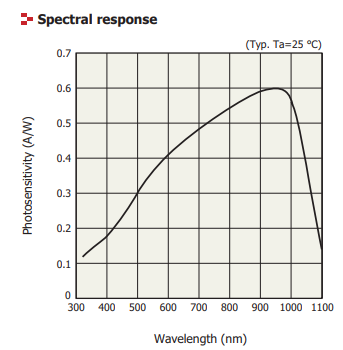 Spectral response
(Typ. Ta=25 °C)
0.7
0.6
0.5
0.4
0.3
0.2
0.1
0
Photosensitivity (A/W)
300 400 500 600 700 800 900 1000 1100
Wavelength (nm)